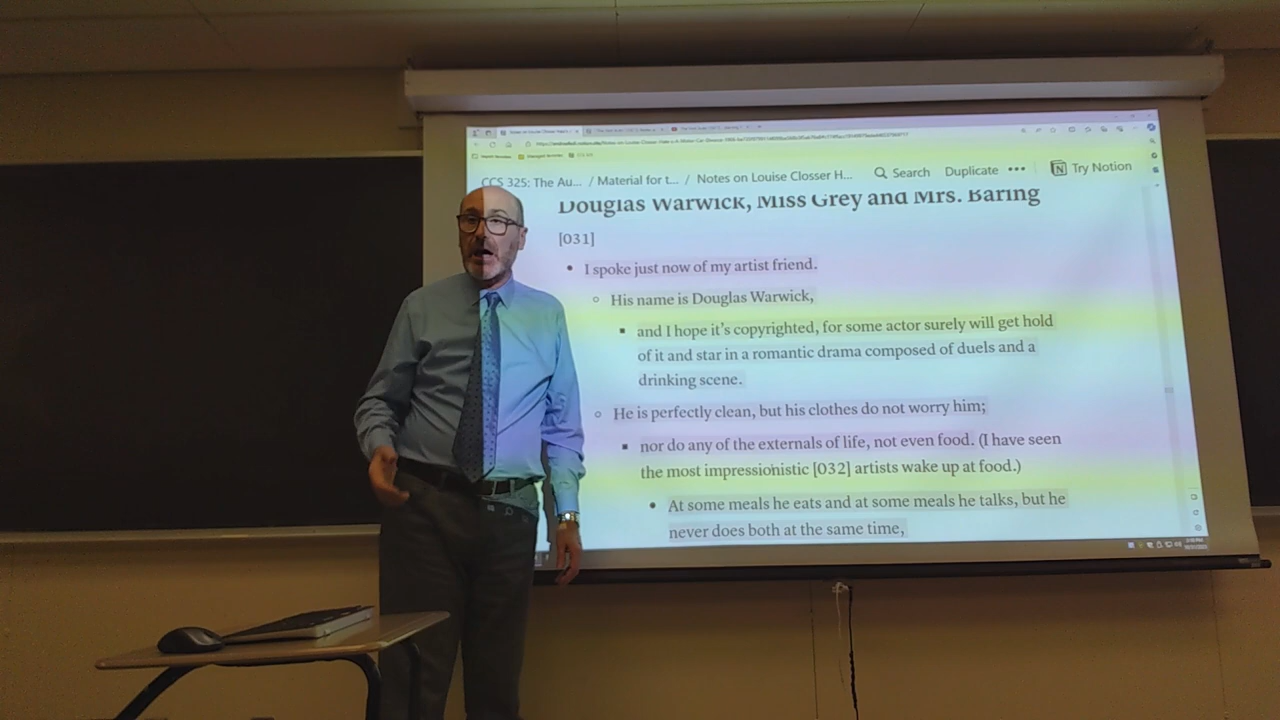 CCS 325: The Au... / Material for t... / Notes on Louise Closser H... Search Duplicate ••• Try Notion
Douglas Warwick, Miss Grey and Mrs. Baring
[031]
• I spoke just now of my artist friend.
○ His name is Douglas Warwick,
▪ and I hope it's copyrighted, for some actor surely will get hold
of it and star in a romantic drama composed of duels and a
drinking scene.
○ He is perfectly clean, but his clothes do not worry him;
▪ nor do any of the externals of life, not even food. (I have seen
the most impressionistic [032] artists wake up at food.)
• At some meals he eats and at some meals he talks, but he
never does both at the same time,